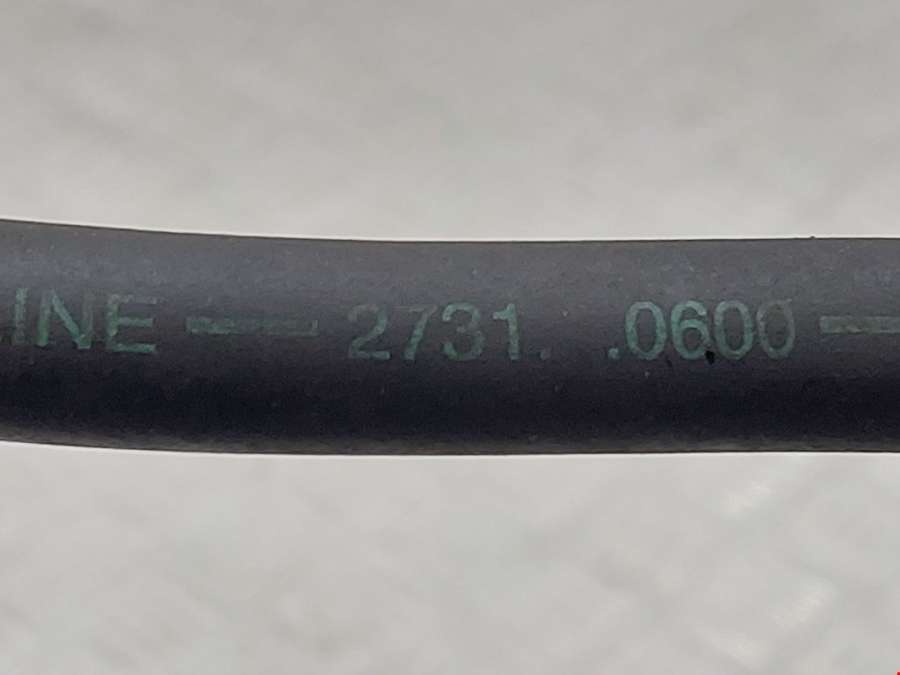 INE — 2731. .0600 —